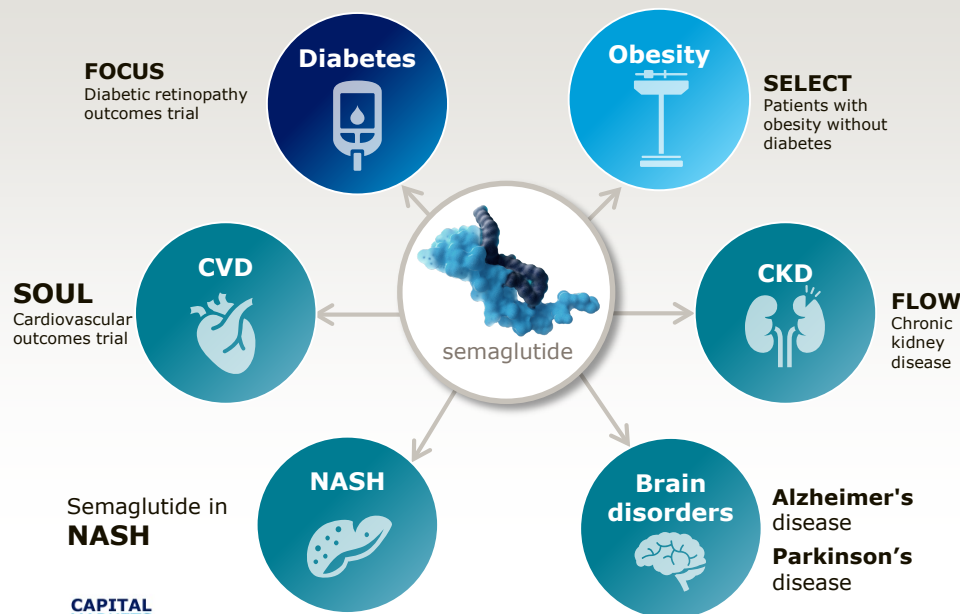 Diabetes
FOCUS
Diabetic retinopathy
outcomes trial
Obesity
SELECT
Patients with
obesity without
diabetes
CVD
SOUL
Cardiovascular
outcomes trial
semaglutide
CKD
FLOW
Chronic
kidney
disease
NASH
Semaglutide in
NASH
Brain
disorders
Alzheimer's
disease
Parkinson’s
disease
CAPITAL